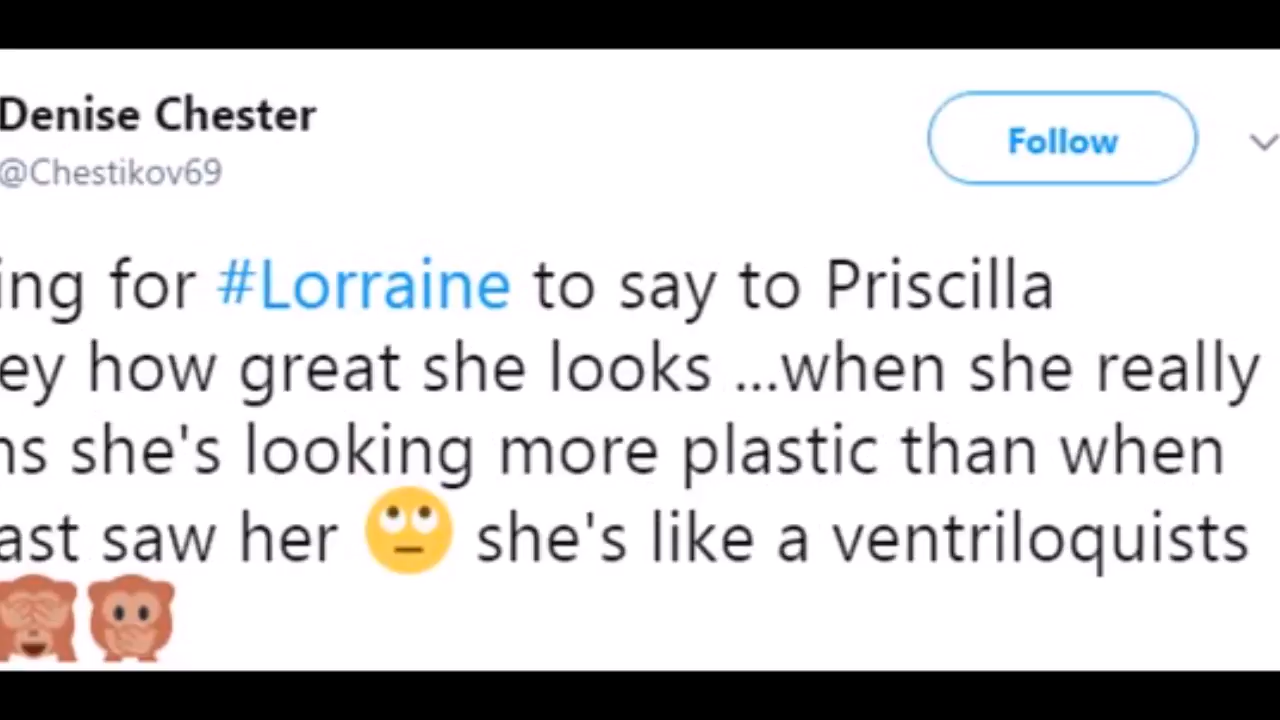 Denise Chester
Follow
@Chestikov69
ing for #Lorraine to say to Priscilla
ey how great she looks ...when she really
ns she's looking more plastic than when
ast saw her 🙄 she's like a ventriloquists
🙈🙊